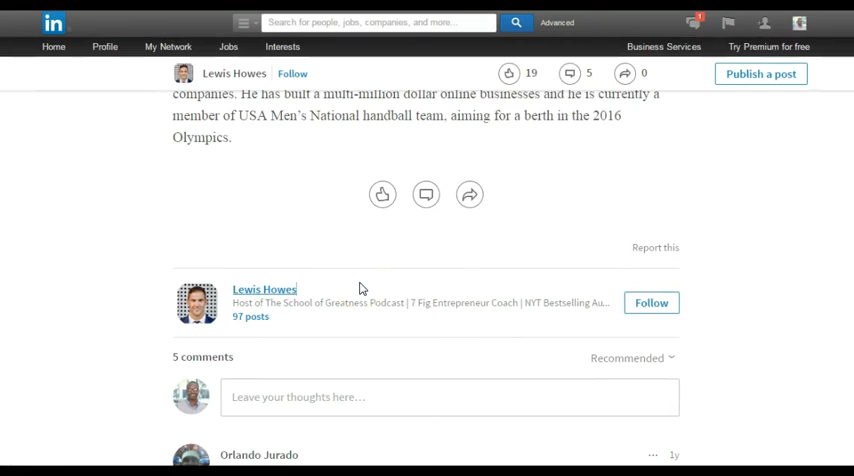 in
Search for people, jobs, companies, and more...
Advanced
1
Home Profile My Network Jobs Interests Business Services Try Premium for free
Lewis Howes Follow 19 5 0 Publish a post
companies. He has built a multi-million dollar online businesses and he is currently a
member of USA Men's National handball team, aiming for a berth in the 2016
Olympics.
Report this
Lewis Howes
Host of The School of Greatness Podcast | 7 Fig Entrepreneur Coach | NYT Bestselling Au...
Follow
97 posts
5 comments Recommended
Leave your thoughts here...
Orlando Jurado ... 1y